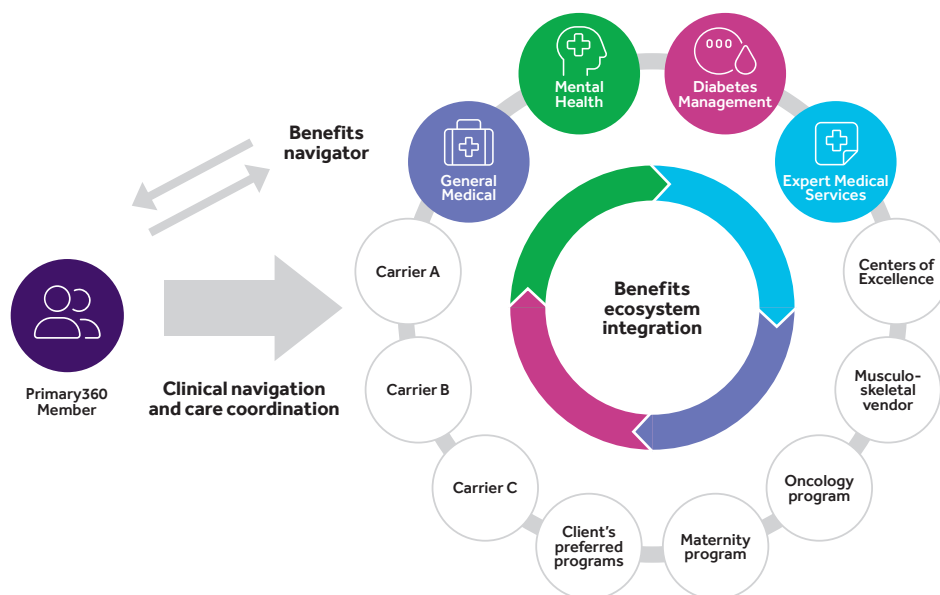 Mental
Health
Diabetes
Management
Benefits
navigator
General
Medical
Expert Medical
Services
Carrier A
Centers of
Excellence
Benefits
ecosystem
integration
Primary360
Member
Clinical navigation
and care coordination
Carrier B
Musculo-
skeletal
vendor
Carrier C
Oncology
program
Client’s
preferred
programs
Maternity
program